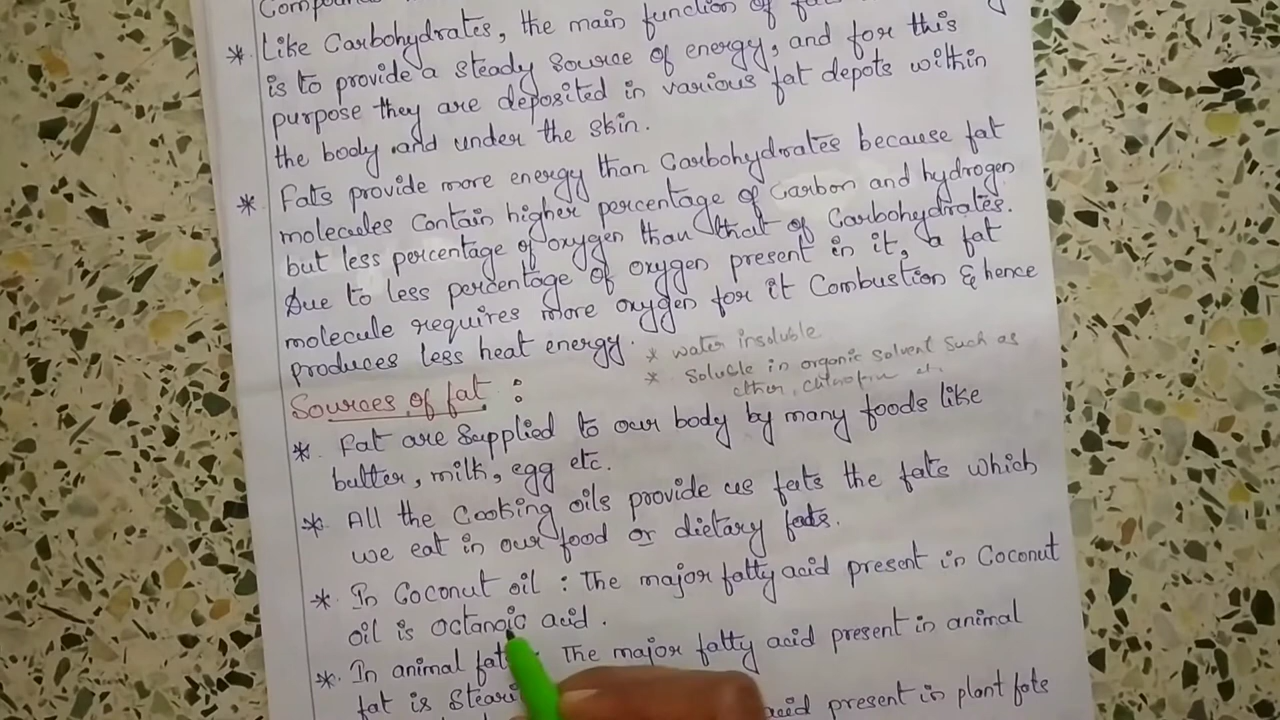 Like Carbohydrates, the main function of
* is to provide a steady source of energy, and for this
purpose they are deposited in various fat depots within
the body and under the skin.
* Fats provide more energy than Carbohydrates because fat
molecules Contain higher percentage of Carbon and hydrogen
but less percentage of oxygen than that of Carbohydrates.
Due to less percentage of oxygen present in it, a fat
molecule requires more oxygen for it Combustion & hence
produces less heat energy.
* water insoluble
* Soluble in organic solvent such as
Sources of fat :
* Fat are Supplied to our body by many foods like
butter, milk, egg etc.
* All the Cooking oils provide us fats the fats which
we eat in our food or dietary fats.
* In Coconut oil : The major fatty acid present in Coconut
oil is octanoic acid.
* In animal fat : The major fatty acid present in animal
fat is
acid present in plant fats